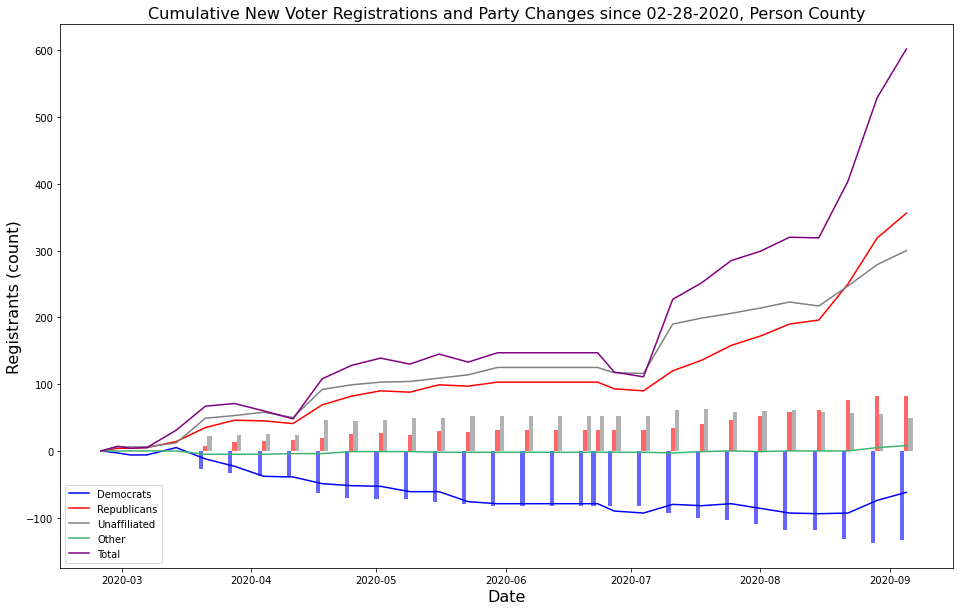 Cumulative New Voter Registrations and Party Changes since 02-28-2020, Person County
Registrants (count)
600
500
400
300
200
100
0
−100
Democrats
Republicans
Unaffiliated
Other
Total
2020-03 2020-04 2020-05 2020-06 2020-07 2020-08 2020-09
Date